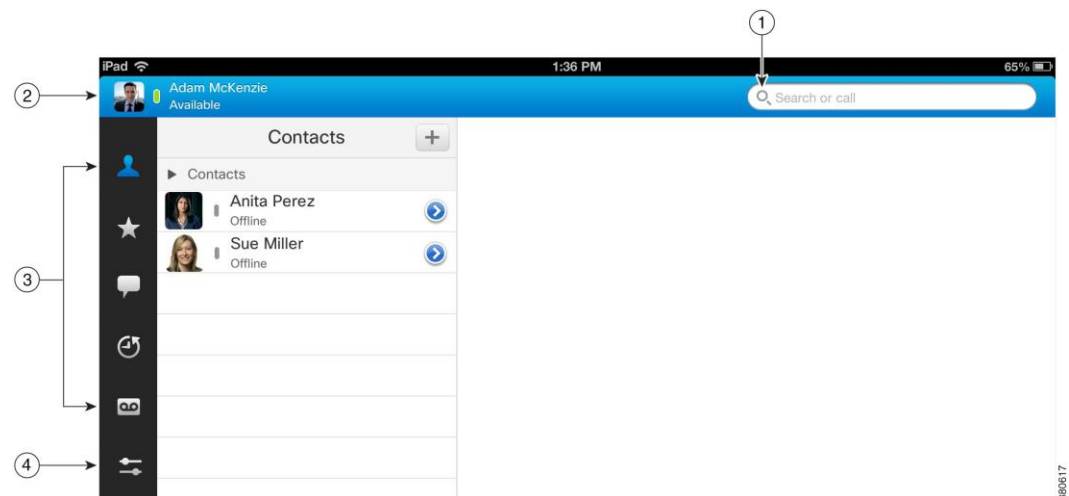 1
iPad 1:36 PM 65%
2
Adam McKenzie
Available
Search or call
Contacts +
3
Contacts
Anita Perez
Offline
Sue Miller
Offline
4